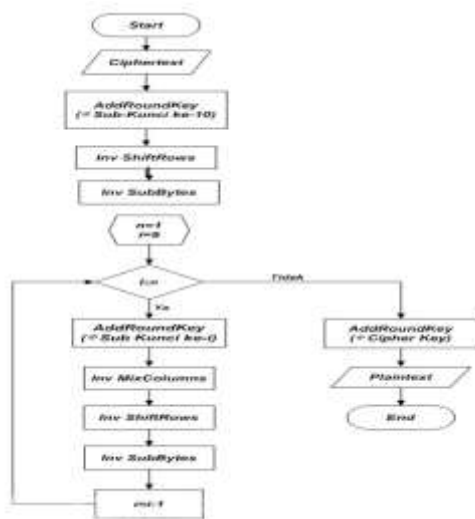 Start
Ciphertext
AddRoundKey
(= Sub-Kunci ke-10)
Inv ShiftRows
Inv SubBytes
n=1
Tidak
Ya
AddRoundKey
(= Sub Kunci ke-i)
Inv MixColumns
Inv ShiftRows
Inv SubBytes
AddRoundKey
(= Cipher Key)
Plaintext
End